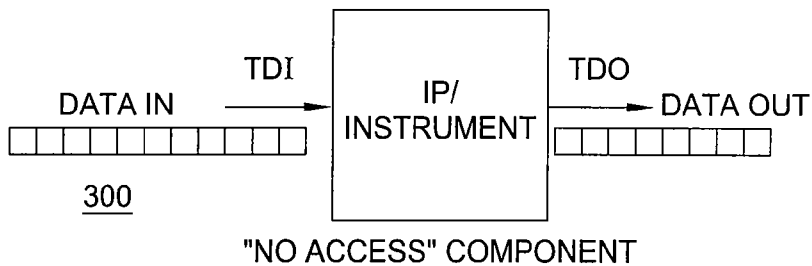 TDI
TDO
DATA IN
IP/
INSTRUMENT
DATA OUT
300
"NO ACCESS" COMPONENT